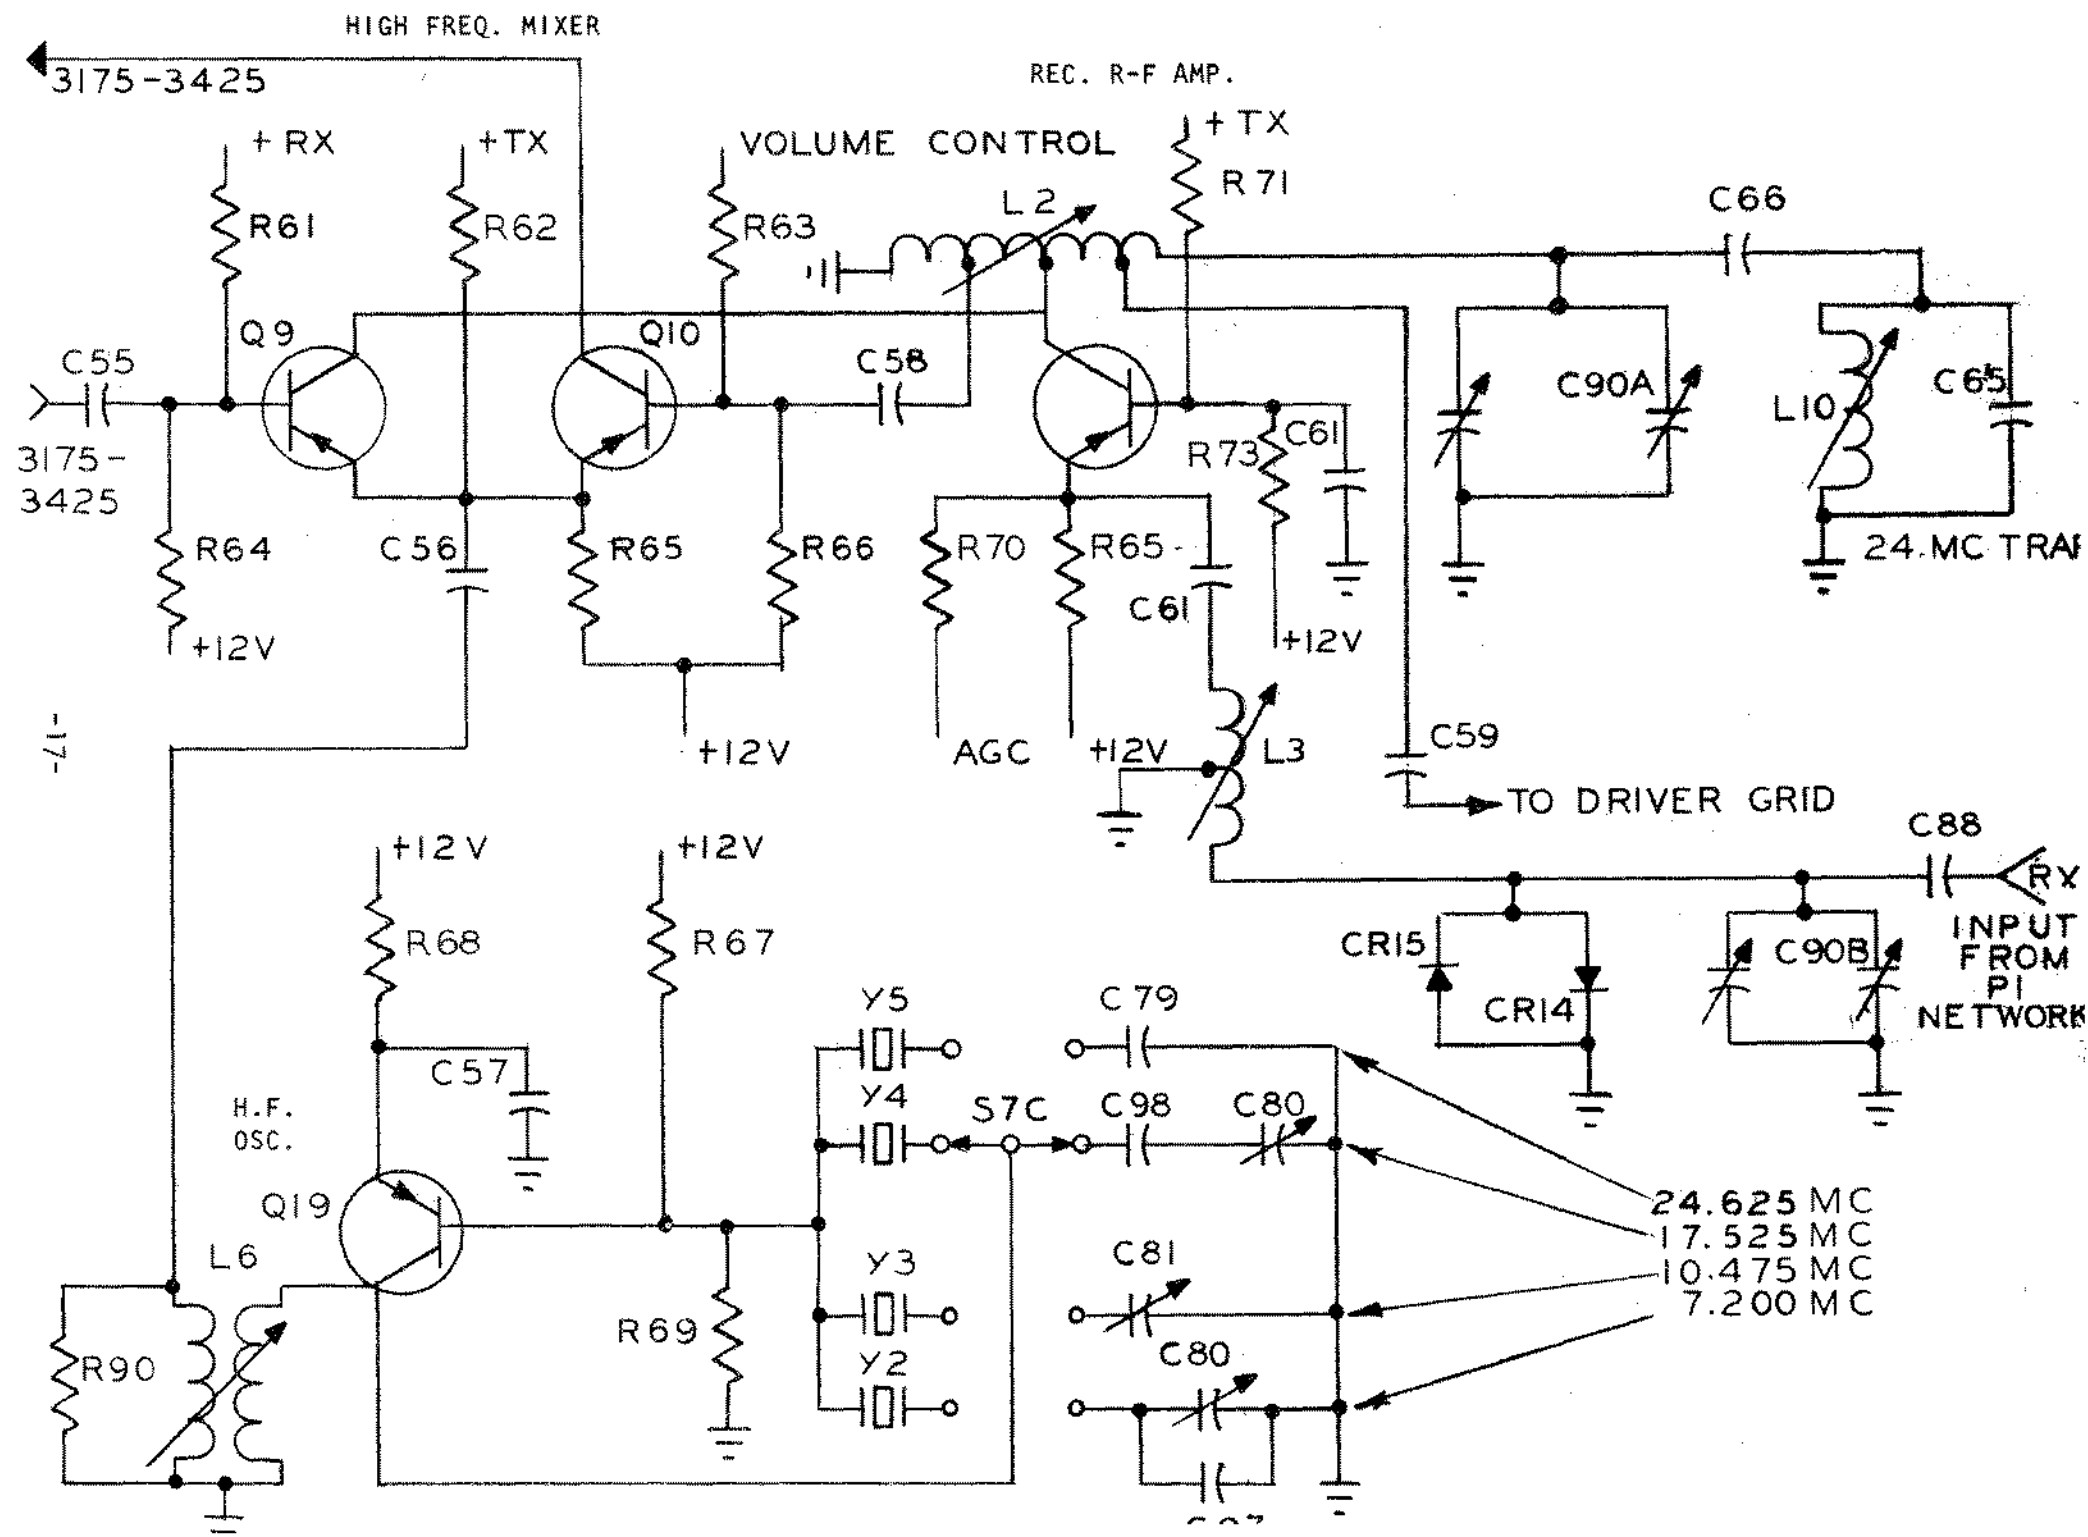 HIGH FREQ. MIXER
3175-3425
REC. R-F AMP.
+ RX
+TX
VOLUME CONTROL
+ TX
R61
R62
R63
L2
R71
C66
Q9
Q10
C55
C58
C90A
L10
C65
3175-
3425
R73
C61
R64
C56
R65
R66
R70
R65
C61
24.MC TRAP
+12V
+12V
+12V
AGC
+12V
L3
C59
-17-
TO DRIVER GRID
C88
RX
INPUT
FROM
PI
NETWORK
+12V
+12V
R68
R67
CR15
CR14
C90B
Y5
C79
C57
Y4
S7C
C98
C80
H.F.
OSC.
Q19
24.625 MC
17.525 MC
10.475 MC
7.200 MC
L6
Y3
C81
R69
R90
Y2
C80